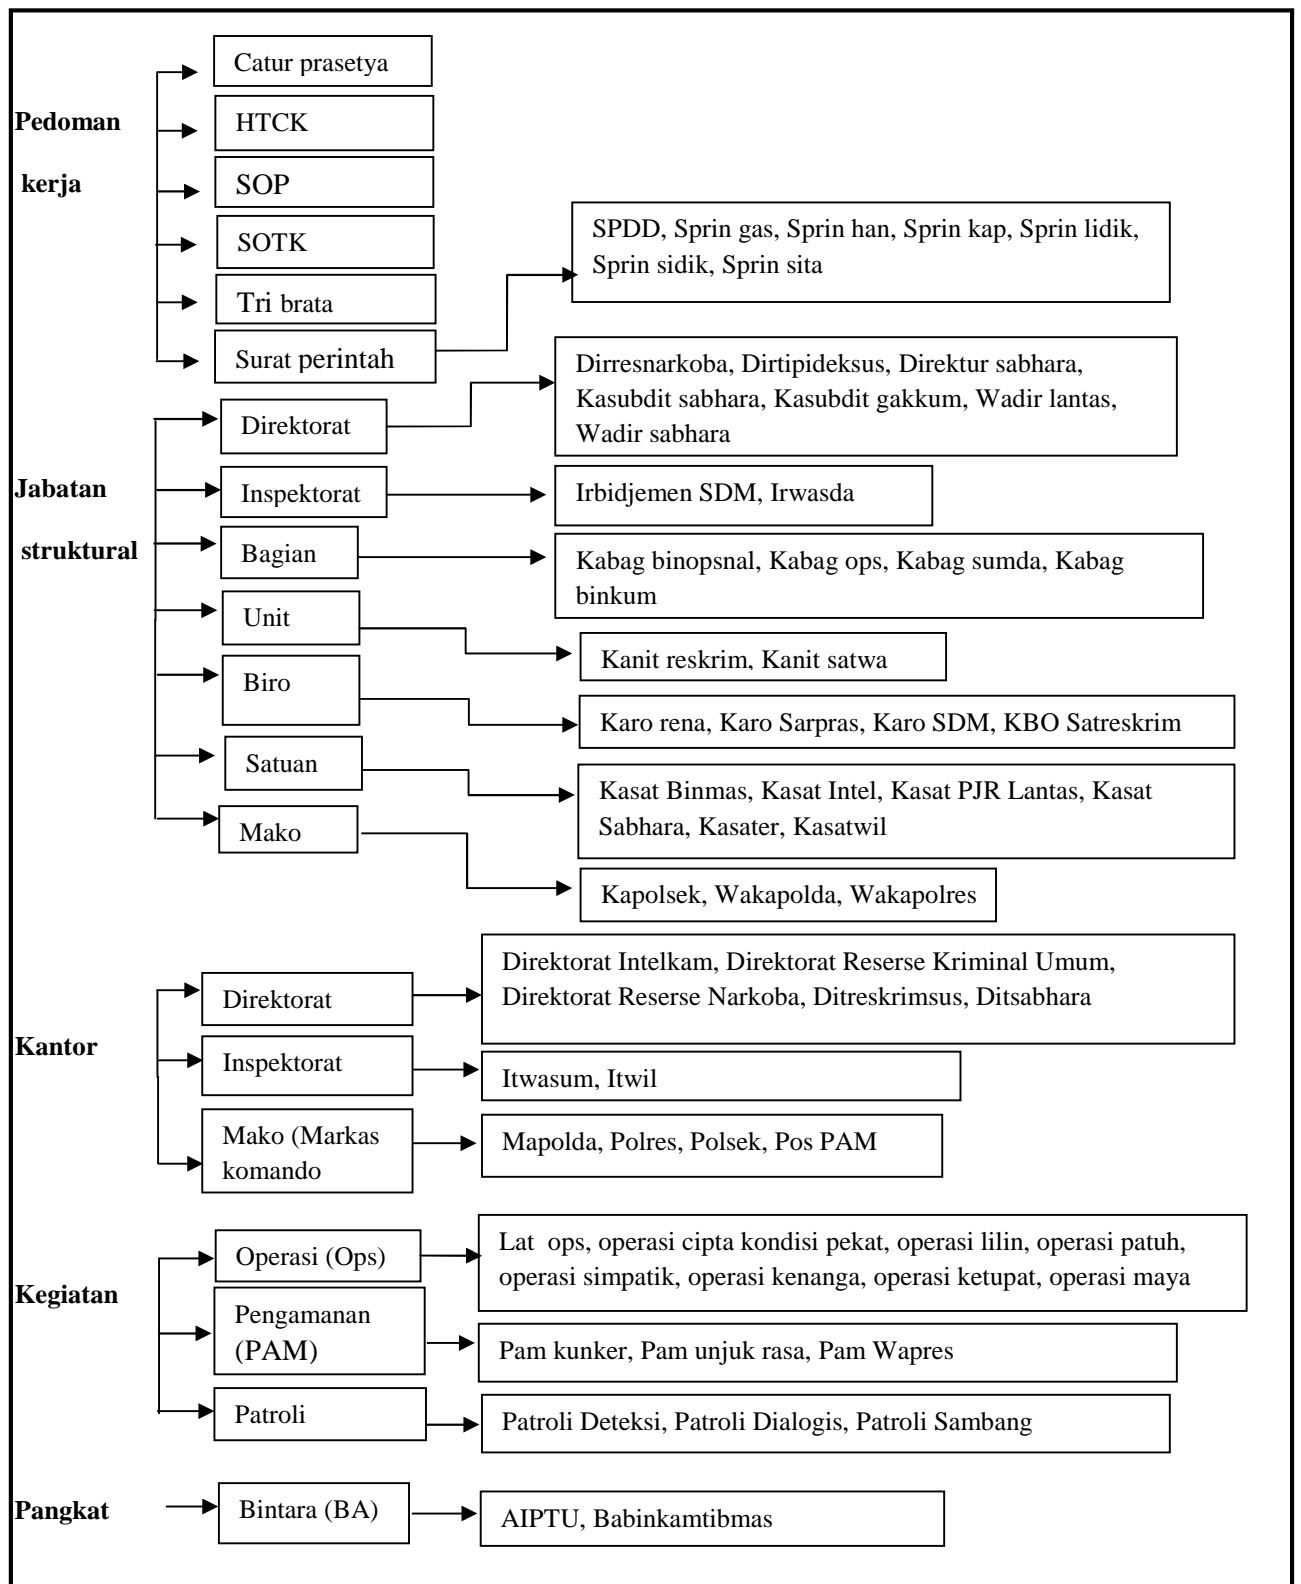 Pedoman
kerja
Catur prasetya
HTCK
SOP
SOTK
Tri brata
Surat perintah
SPDD, Sprin gas, Sprin han, Sprin kap, Sprin lidik,
Sprin sidik, Sprin sita
Jabatan
struktural
Direktorat
Dirresnarkoba, Dirtipideksus, Direktur sabhara,
Kasubdit sabhara, Kasubdit gakkum, Wadir lantas,
Wadir sabhara
Inspektorat
Irbidjemen SDM, Irwasda
Bagian
Kabag binopsnal, Kabag ops, Kabag sumda, Kabag
binkum
Unit
Kanit reskrim, Kanit satwa
Biro
Karo rena, Karo Sarpras, Karo SDM, KBO Satreskrim
Satuan
Kasat Binmas, Kasat Intel, Kasat PJR Lantas, Kasat
Sabhara, Kasater, Kasatwil
Mako
Kapolsek, Wakapolda, Wakapolres
Kantor
Direktorat
Direktorat Intelkam, Direktorat Reserse Kriminal Umum,
Direktorat Reserse Narkoba, Ditreskrimsus, Ditsabhara
Inspektorat
Itwasum, Itwil
Mako (Markas
komando
Mapolda, Polres, Polsek, Pos PAM
Kegiatan
Operasi (Ops)
Lat ops, operasi cipta kondisi pekat, operasi lilin, operasi patuh,
operasi simpatik, operasi kenanga, operasi ketupat, operasi maya
Pengamanan
(PAM)
Pam kunker, Pam unjuk rasa, Pam Wapres
Patroli
Patroli Deteksi, Patroli Dialogis, Patroli Sambang
Pangkat
Bintara (BA)
AIPTU, Babinkamtibmas